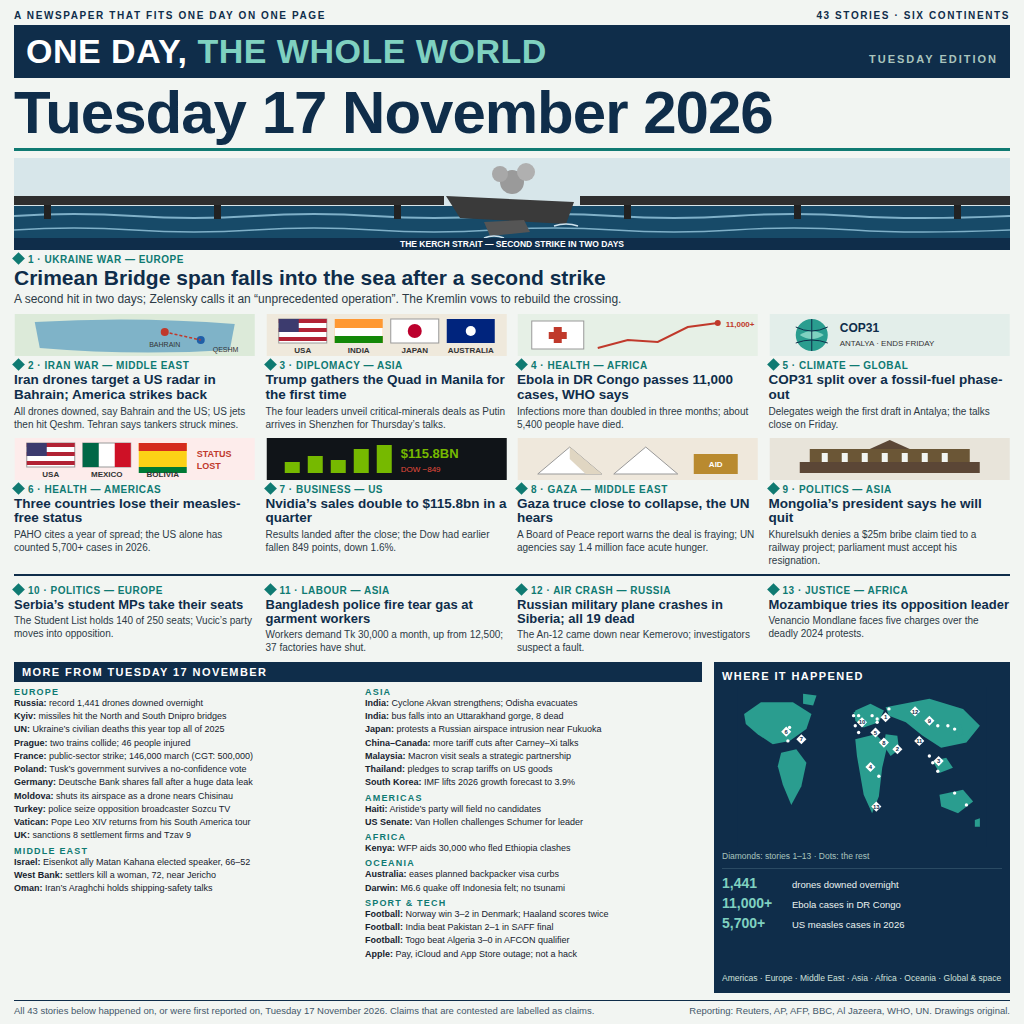 A NEWSPAPER THAT FITS ONE DAY ON ONE PAGE
43 STORIES · SIX CONTINENTS
ONE DAY, THE WHOLE WORLD
TUESDAY EDITION
Tuesday 17 November 2026
THE KERCH STRAIT — SECOND STRIKE IN TWO DAYS
1 · UKRAINE WAR — EUROPE
Crimean Bridge span falls into the sea after a second strike
A second hit in two days; Zelensky calls it an “unprecedented operation”. The Kremlin vows to rebuild the crossing.
BAHRAIN
QESHM
2 · IRAN WAR — MIDDLE EAST
Iran drones target a US radar in
Bahrain; America strikes back
All drones downed, say Bahrain and the US; US jets
then hit Qeshm. Tehran says tankers struck mines.
USA
INDIA
JAPAN
AUSTRALIA
3 · DIPLOMACY — ASIA
Trump gathers the Quad in Manila for
the first time
The four leaders unveil critical-minerals deals as Putin
arrives in Shenzhen for Thursday’s talks.
11,000+
4 · HEALTH — AFRICA
Ebola in DR Congo passes 11,000
cases, WHO says
Infections more than doubled in three months; about
5,400 people have died.
COP31
ANTALYA · ENDS FRIDAY
5 · CLIMATE — GLOBAL
COP31 split over a fossil-fuel phase-
out
Delegates weigh the first draft in Antalya; the talks
close on Friday.
USA
MEXICO
BOLIVIA
STATUS
LOST
6 · HEALTH — AMERICAS
Three countries lose their measles-
free status
PAHO cites a year of spread; the US alone has
counted 5,700+ cases in 2026.
$115.8BN
DOW −849
7 · BUSINESS — US
Nvidia’s sales double to $115.8bn in a
quarter
Results landed after the close; the Dow had earlier
fallen 849 points, down 1.6%.
AID
8 · GAZA — MIDDLE EAST
Gaza truce close to collapse, the UN
hears
A Board of Peace report warns the deal is fraying; UN
agencies say 1.4 million face acute hunger.
9 · POLITICS — ASIA
Mongolia’s president says he will
quit
Khurelsukh denies a $25m bribe claim tied to a
railway project; parliament must accept his
resignation.
10 · POLITICS — EUROPE
Serbia’s student MPs take their seats
The Student List holds 140 of 250 seats; Vucic’s party
moves into opposition.
11 · LABOUR — ASIA
Bangladesh police fire tear gas at
garment workers
Workers demand Tk 30,000 a month, up from 12,500;
37 factories have shut.
12 · AIR CRASH — RUSSIA
Russian military plane crashes in
Siberia; all 19 dead
The An-12 came down near Kemerovo; investigators
suspect a fault.
13 · JUSTICE — AFRICA
Mozambique tries its opposition leader
Venancio Mondlane faces five charges over the
deadly 2024 protests.
MORE FROM TUESDAY 17 NOVEMBER
EUROPE
Russia: record 1,441 drones downed overnight
Kyiv: missiles hit the North and South Dnipro bridges
UN: Ukraine’s civilian deaths this year top all of 2025
Prague: two trains collide; 46 people injured
France: public-sector strike; 146,000 march (CGT: 500,000)
Poland: Tusk’s government survives a no-confidence vote
Germany: Deutsche Bank shares fall after a huge data leak
Moldova: shuts its airspace as a drone nears Chisinau
Turkey: police seize opposition broadcaster Sozcu TV
Vatican: Pope Leo XIV returns from his South America tour
UK: sanctions 8 settlement firms and Tzav 9
MIDDLE EAST
Israel: Eisenkot ally Matan Kahana elected speaker, 66–52
West Bank: settlers kill a woman, 72, near Jericho
Oman: Iran’s Araghchi holds shipping-safety talks
ASIA
India: Cyclone Akvan strengthens; Odisha evacuates
India: bus falls into an Uttarakhand gorge, 8 dead
Japan: protests a Russian airspace intrusion near Fukuoka
China–Canada: more tariff cuts after Carney–Xi talks
Malaysia: Macron visit seals a strategic partnership
Thailand: pledges to scrap tariffs on US goods
South Korea: IMF lifts 2026 growth forecast to 3.9%
AMERICAS
Haiti: Aristide’s party will field no candidates
US Senate: Van Hollen challenges Schumer for leader
AFRICA
Kenya: WFP aids 30,000 who fled Ethiopia clashes
OCEANIA
Australia: eases planned backpacker visa curbs
Darwin: M6.6 quake off Indonesia felt; no tsunami
SPORT & TECH
Football: Norway win 3–2 in Denmark; Haaland scores twice
Football: India beat Pakistan 2–1 in SAFF final
Football: Togo beat Algeria 3–0 in AFCON qualifier
Apple: Pay, iCloud and App Store outage; not a hack
WHERE IT HAPPENED
Diamonds: stories 1–13 · Dots: the rest
1,441 drones downed overnight
11,000+ Ebola cases in DR Congo
5,700+ US measles cases in 2026
Americas · Europe · Middle East · Asia · Africa · Oceania · Global & space
All 43 stories below happened on, or were first reported on, Tuesday 17 November 2026. Claims that are contested are labelled as claims.
Reporting: Reuters, AP, AFP, BBC, Al Jazeera, WHO, UN. Drawings original.